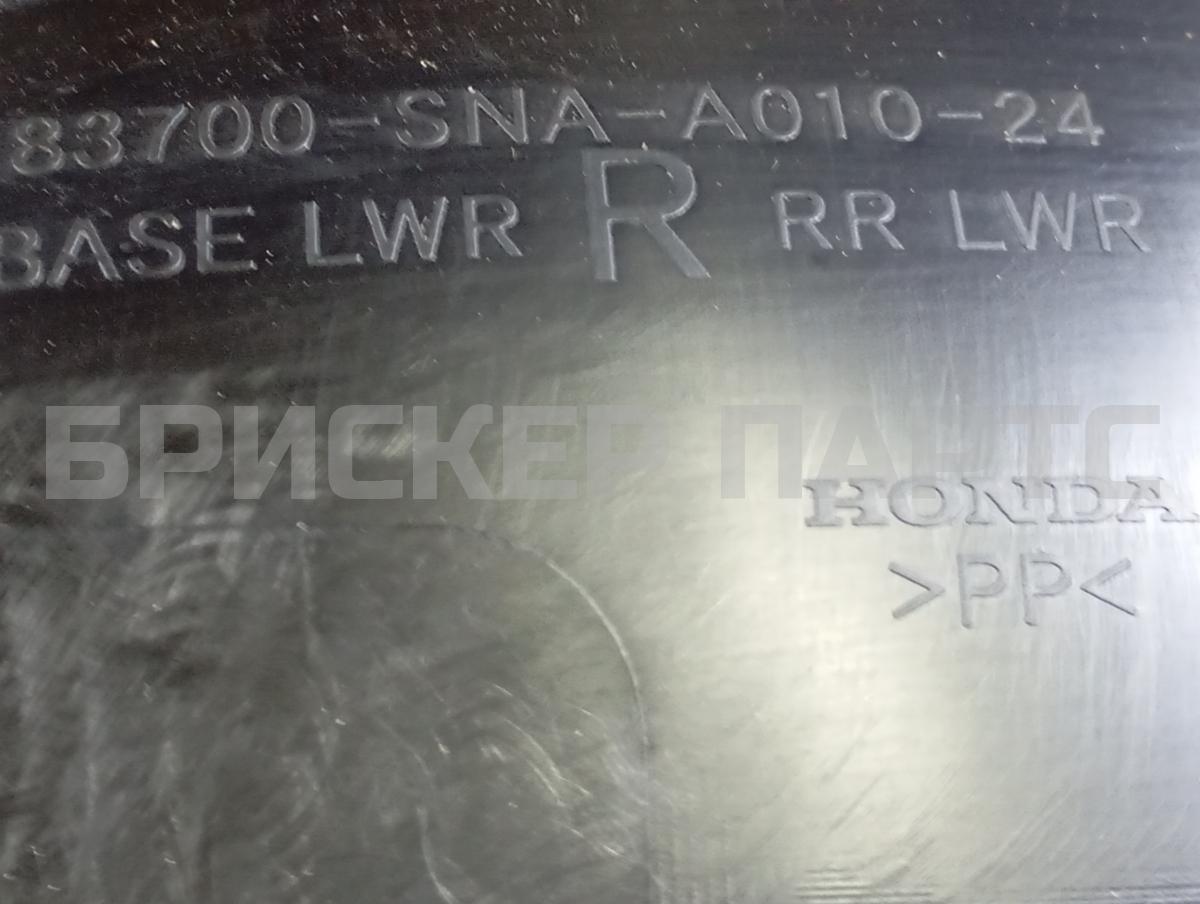 83700-SNA-A010-24
BASE LWR R RR LWR
БРИСКЕР ПАРТС
HONDA
>PP<